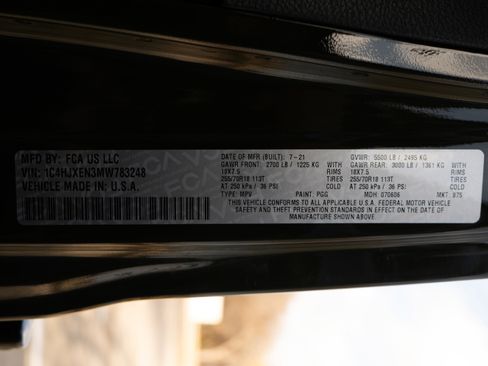 MFD BY: FCA US LLC
VIN: 1C4HJXEN3MW783248
VEHICLE MADE IN: U.S.A.
DATE OF MFR (BUILT): 7-21 GVWR: 5500 LB / 2495 KG
GAWR FRONT: 2700 LB / 1225 KG WITH GAWR REAR: 3000 LB / 1361 KG WITH
18X7.5 RIMS 18X7.5 RIMS
255/70R18 113T TIRES 255/70R18 113T TIRES
AT 250 kPa / 36 PSI AT 250 kPa / 36 PSI
TYPE: MPV PAINT: PGG MDH: 070606 MKT: B75
THIS VEHICLE CONFORMS TO ALL APPLICABLE U.S.A. FEDERAL MOTOR VEHICLE
SAFETY AND THEFT PREVENTION STANDARDS IN EFFECT ON THE DATE OF
MANUFACTURE SHOWN ABOVE.